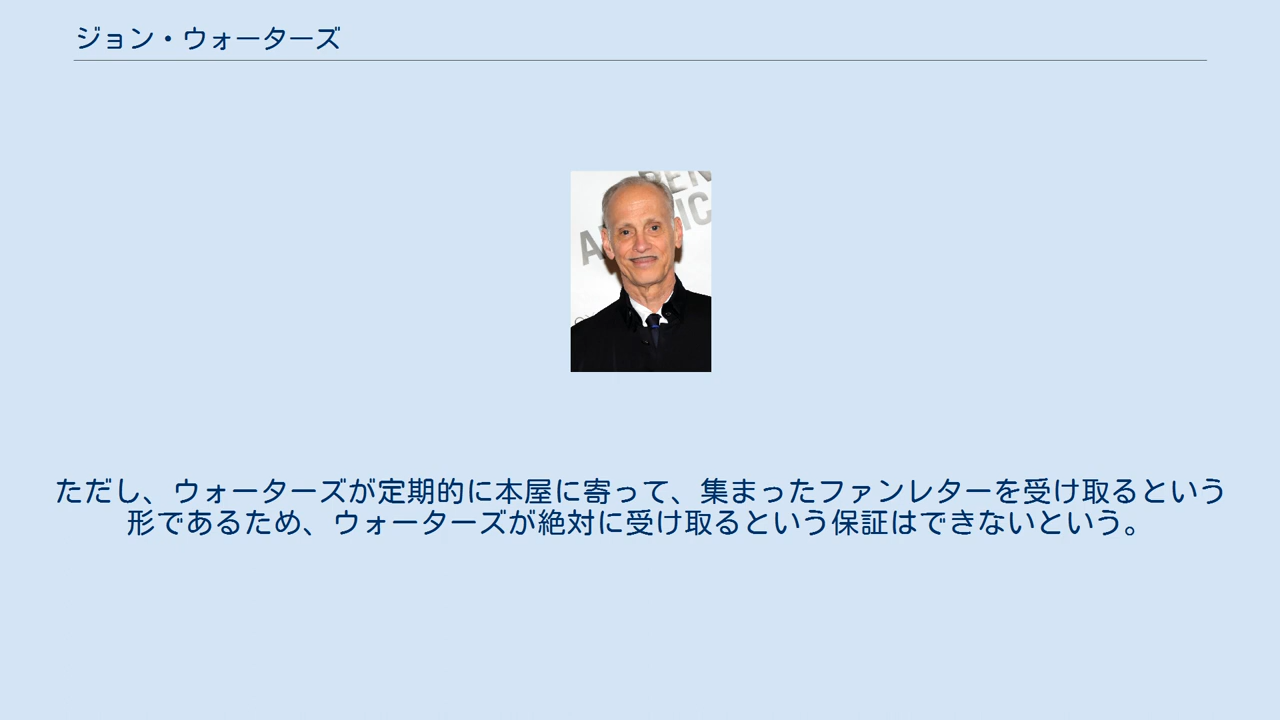 ジョン・ウォーターズ
ただし、ウォーターズが定期的に本屋に寄って、集まったファンレターを受け取るという
形であるため、ウォーターズが絶対に受け取るという保証はできないという。